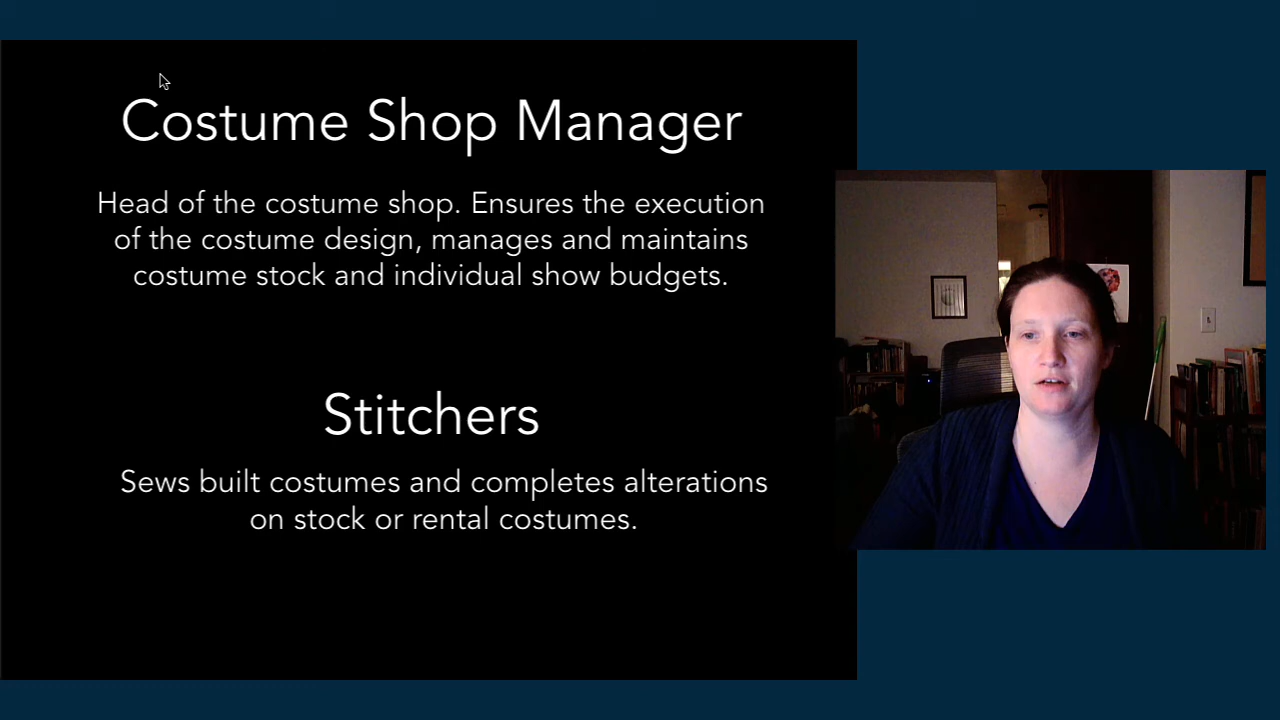 Costume Shop Manager
Head of the costume shop. Ensures the execution
of the costume design, manages and maintains
costume stock and individual show budgets.
Stitchers
Sews built costumes and completes alterations
on stock or rental costumes.